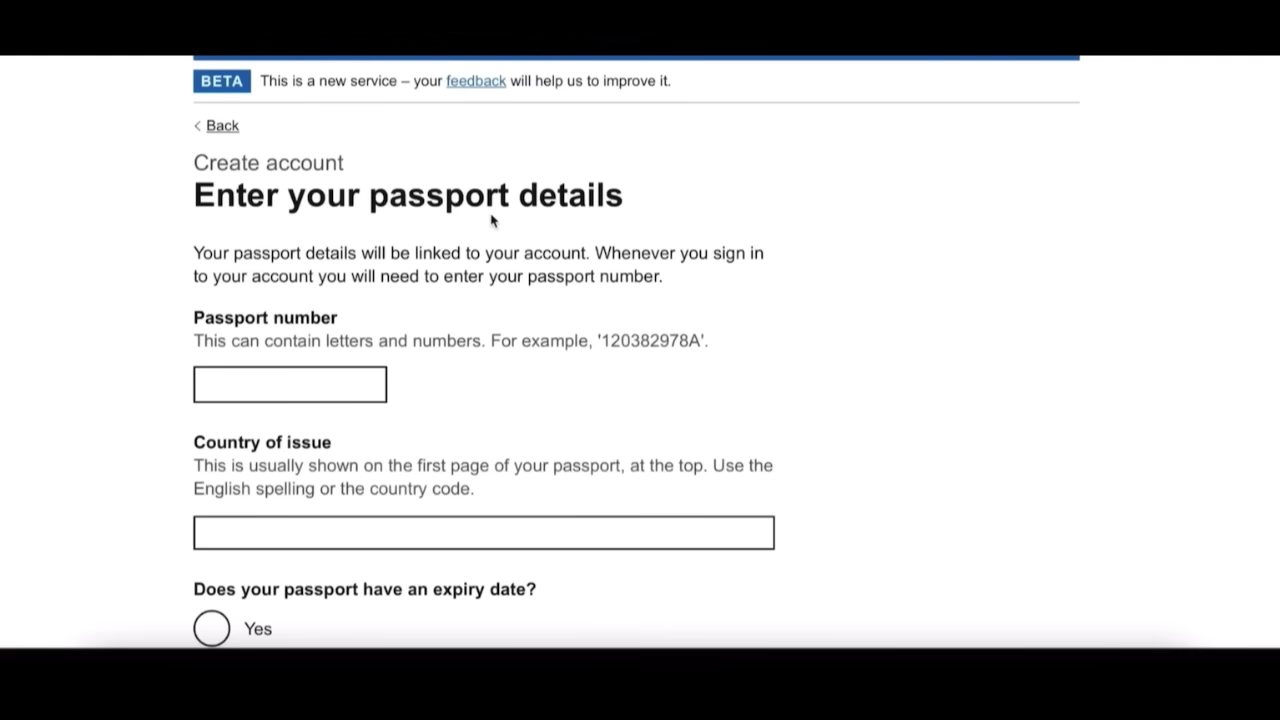 BETA This is a new service – your feedback will help us to improve it.
< Back
Create account
Enter your passport details
Your passport details will be linked to your account. Whenever you sign in
to your account you will need to enter your passport number.
Passport number
This can contain letters and numbers. For example, '120382978A'.
Country of issue
This is usually shown on the first page of your passport, at the top. Use the
English spelling or the country code.
Does your passport have an expiry date?
Yes